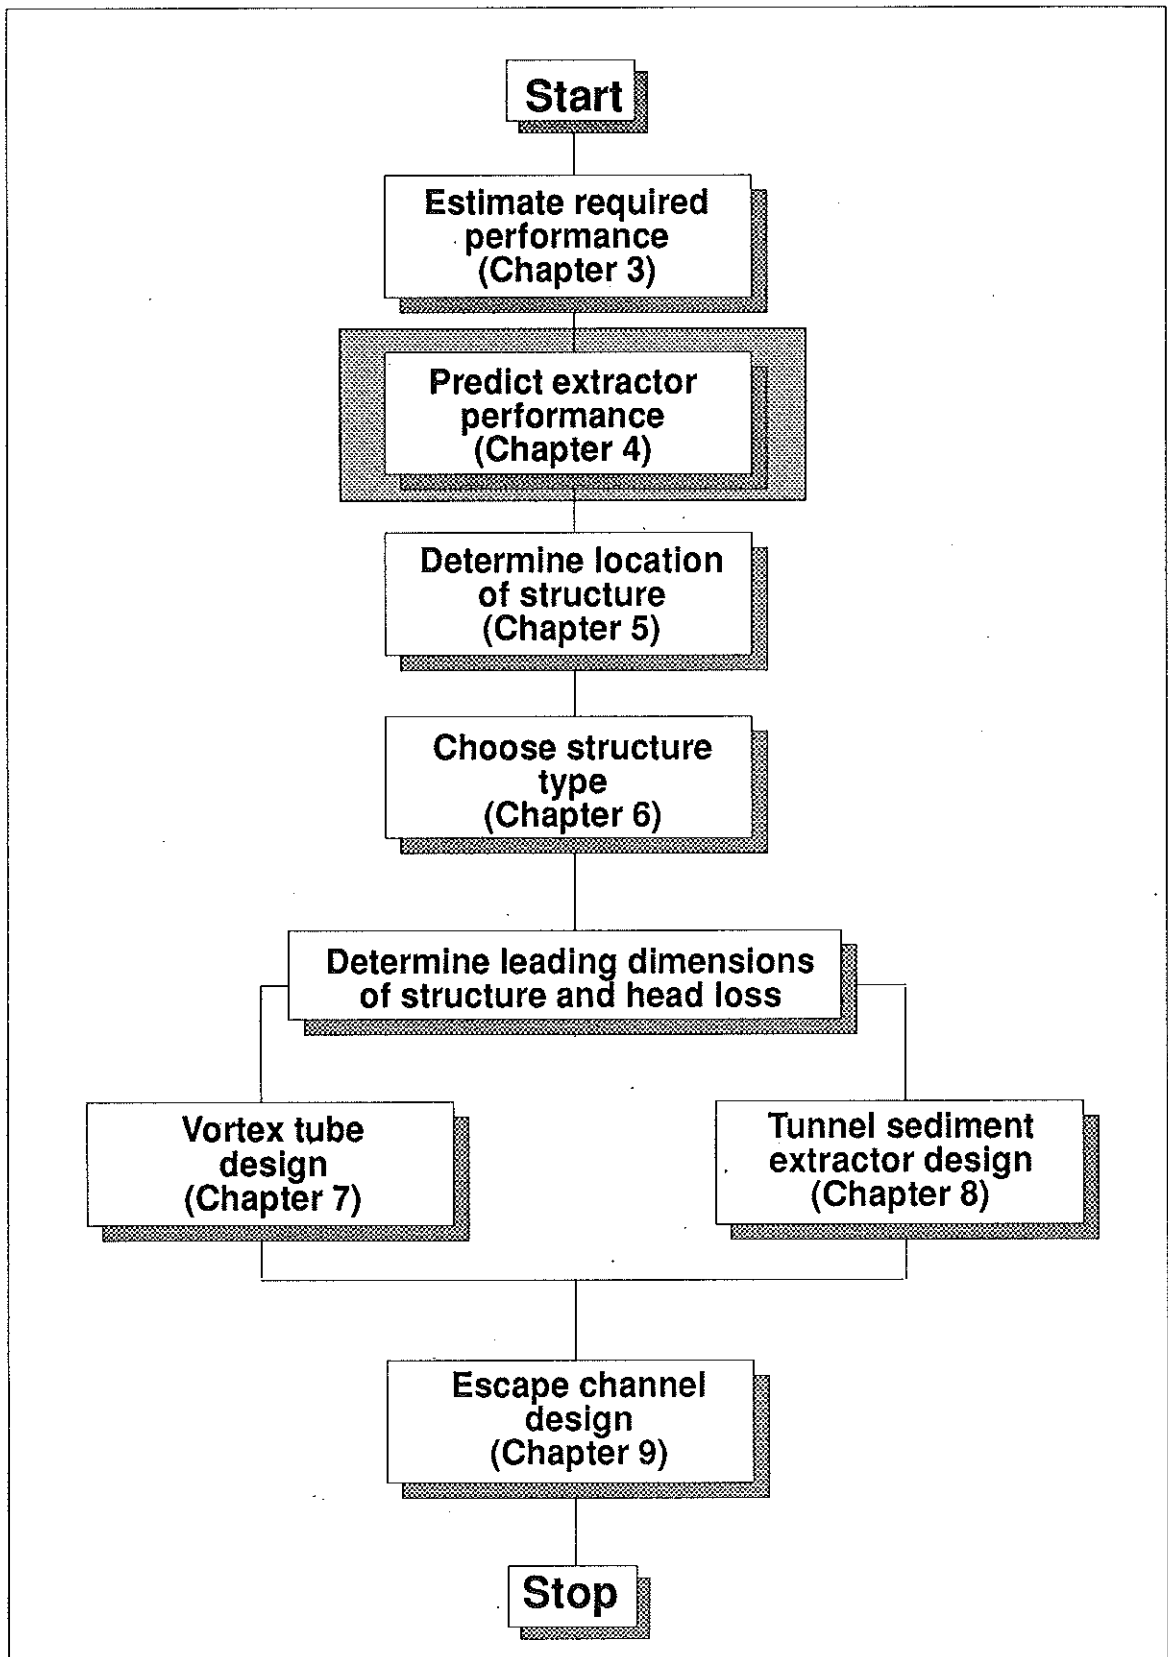 Start
Estimate required
performance
(Chapter 3)
Predict extractor
performance
(Chapter 4)
Determine location
of structure
(Chapter 5)
Choose structure
type
(Chapter 6)
Determine leading dimensions
of structure and head loss
Vortex tube
design
(Chapter 7)
Tunnel sediment
extractor design
(Chapter 8)
Escape channel
design
(Chapter 9)
Stop